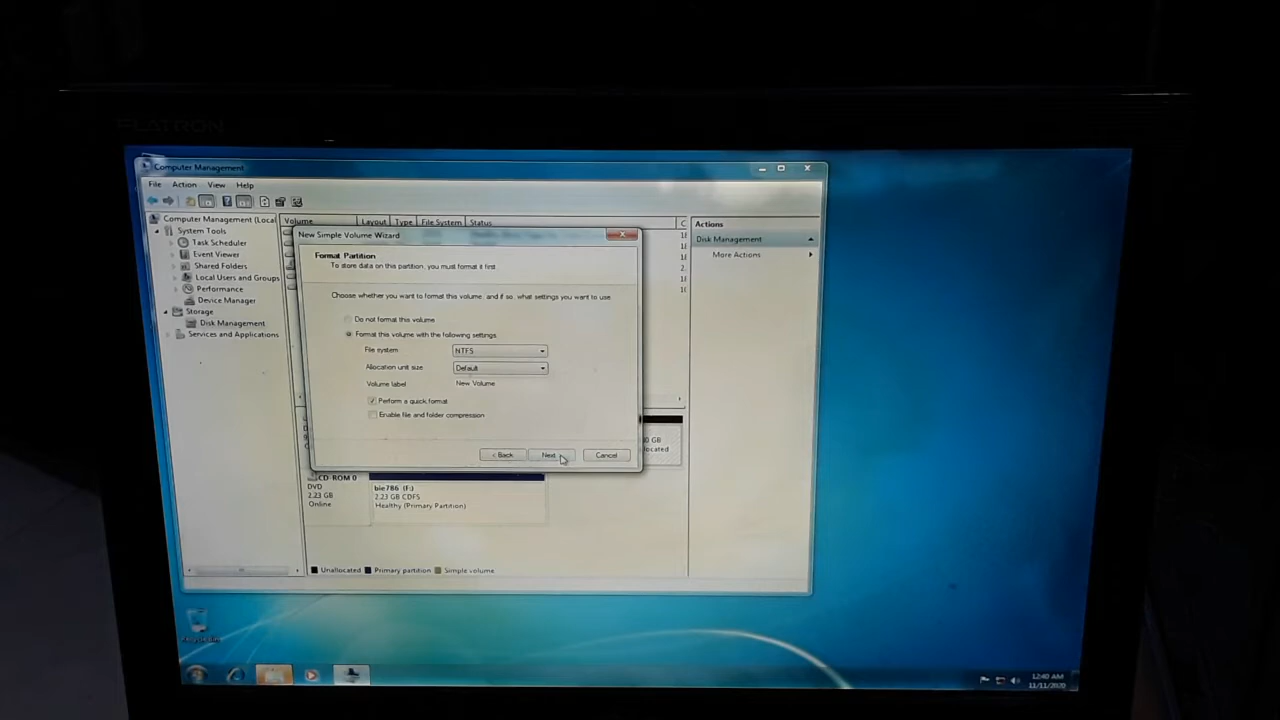 FLATRON
Computer Management
File Action View Help
Computer Management (Local
System Tools
Task Scheduler
Event Viewer
Shared Folders
Local Users and Groups
Performance
Device Manager
Storage
Disk Management
Services and Applications
Volume Layout Type File System Status C
New Simple Volume Wizard
Format Partition
To store data on this partition, you must format it first.
Choose whether you want to format this volume, and if so, what settings you want to use.
Do not format this volume
Format this volume with the following settings:
File system NTFS
Allocation unit size Default
Volume label New Volume
Perform a quick format
Enable file and folder compression
< Back Next Cancel
CD-ROM 0
DVD
2.23 GB
Online
bie786 (F:)
2.23 GB CDFS
Healthy (Primary Partition)
Unallocated Primary partition Simple volume
Actions
Disk Management
More Actions
Recycle Bin
12:40 AM
11/11/2020